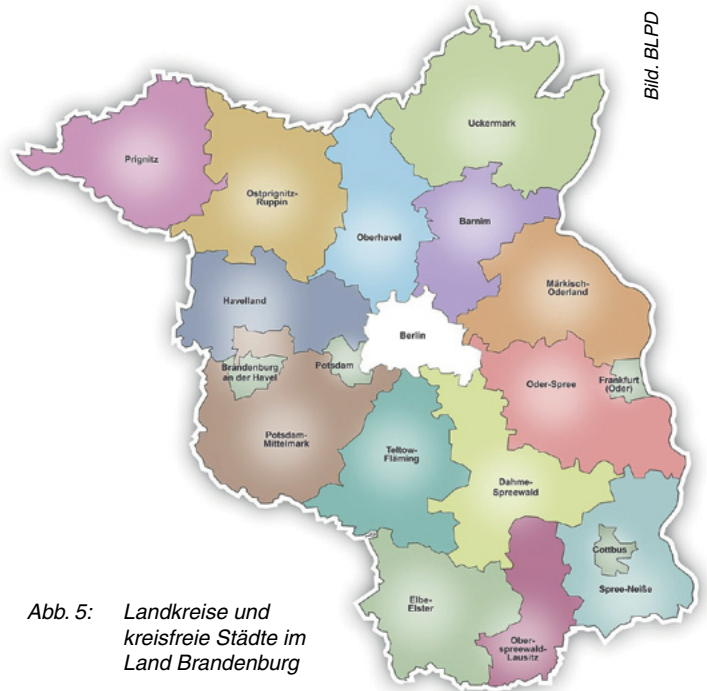 Bild. BLPD
Uckermark
Prignitz
Ostprignitz-
Ruppin
Barnim
Oberhavel
Märkisch-
Oderland
Havelland
Berlin
Brandenburg
an der Havel
Potsdam
Oder-Spree
Frankfurt
(Oder)
Potsdam-
Mittelmark
Teltow-
Fläming
Dahme-
Spreewald
Cottbus
Spree-Neiße
Elbe-
Elster
Ober-
spreewald-
Lausitz
Abb. 5: Landkreise und
kreisfreie Städte im
Land Brandenburg